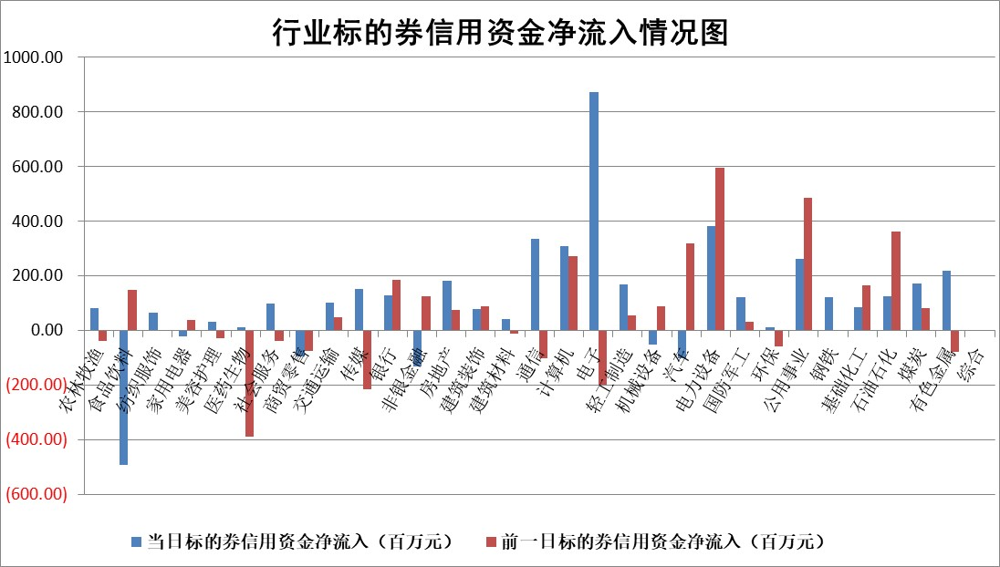 行业标的券信用资金净流入情况图
1000.00
800.00
600.00
400.00
200.00
0.00
(200.00)
(400.00)
(600.00)
农林牧渔
食品饮料
纺织服饰
家用电器
美容护理
医药生物
社会服务
商贸零售
交通运输
传媒
银行
非银金融
房地产
建筑装饰
建筑材料
通信
计算机
电子
轻工制造
机械设备
汽车
电力设备
国防军工
环保
公用事业
钢铁
基础化工
石油石化
煤炭
有色金属
综合
当日标的券信用资金净流入（百万元）
前一日标的券信用资金净流入（百万元）